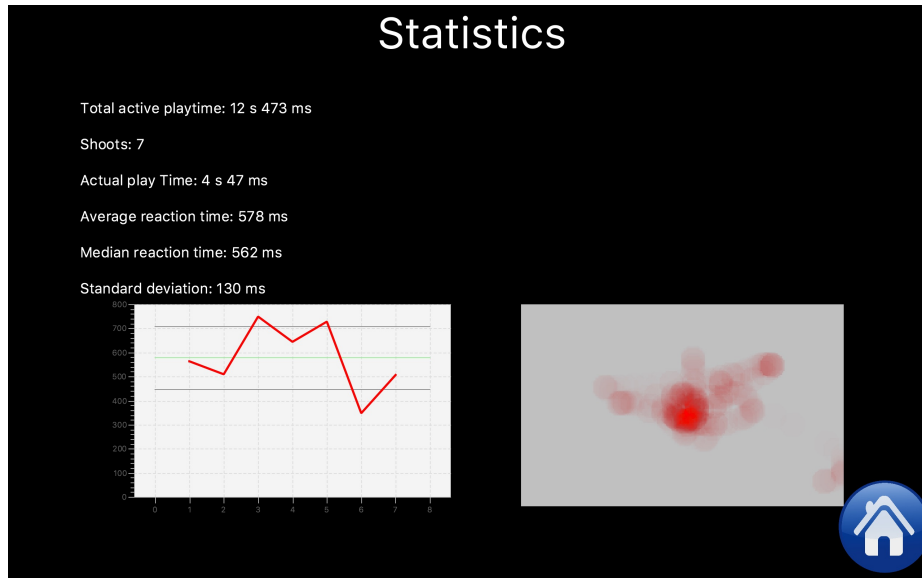 Statistics
Total active playtime: 12 s 473 ms
Shoots: 7
Actual play Time: 4 s 47 ms
Average reaction time: 578 ms
Median reaction time: 562 ms
Standard deviation: 130 ms
800
700
600
500
400
300
200
100
0
0 1 2 3 4 5 6 7 8